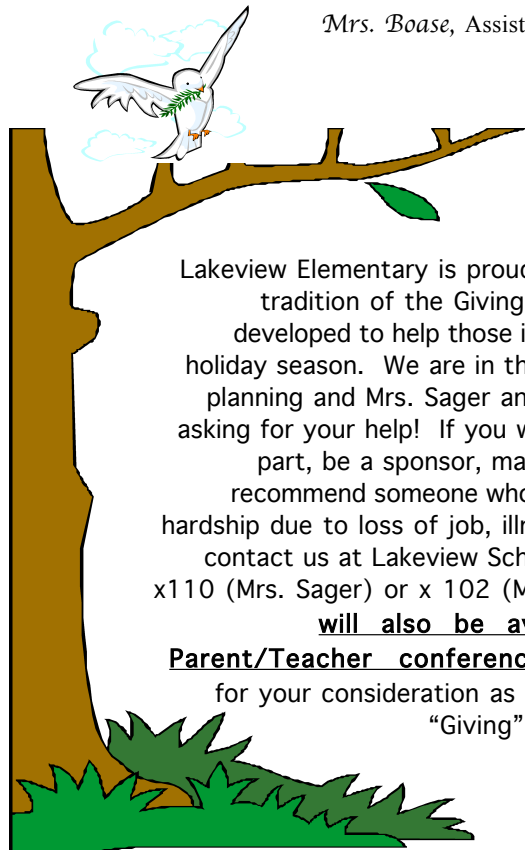 Mrs. Boase, Assist
Lakeview Elementary is proud
tradition of the Giving
developed to help those i
holiday season. We are in th
planning and Mrs. Sager an
asking for your help! If you w
part, be a sponsor, ma
recommend someone who
hardship due to loss of job, illn
contact us at Lakeview Sch
x110 (Mrs. Sager) or x 102 (M
will also be av
Parent/Teacher conferenc
for your consideration as
“Giving”